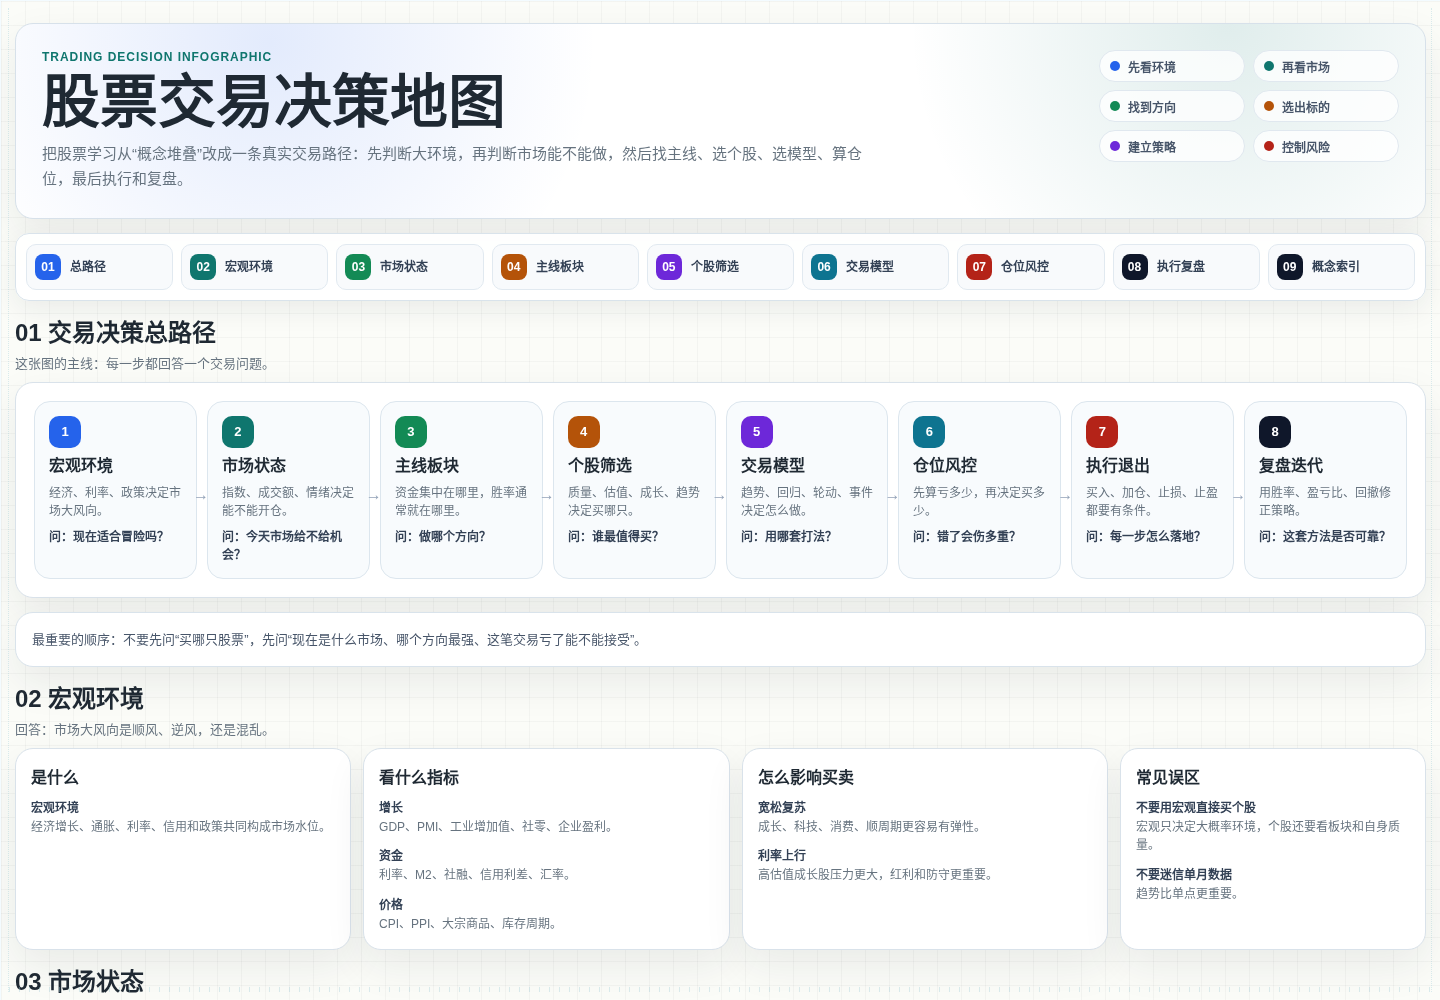 TRADING DECISION INFOGRAPHIC
股票交易决策地图
把股票学习从“概念堆叠”改成一条真实交易路径：先判断大环境，再判断市场能不能做，然后找主线、选个股、选模型、算仓
位，最后执行和复盘。
先看环境
再看市场
找到方向
选出标的
建立策略
控制风险
01 总路径
02 宏观环境
03 市场状态
04 主线板块
05 个股筛选
06 交易模型
07 仓位风控
08 执行复盘
09 概念索引
01 交易决策总路径
这张图的主线：每一步都回答一个交易问题。
1
宏观环境
经济、利率、政策决定市
场大风向。
问：现在适合冒险吗？
→
2
市场状态
指数、成交额、情绪决定
能不能开仓。
问：今天市场给不给机
会？
→
3
主线板块
资金集中在哪里，胜率通
常就在哪里。
问：做哪个方向？
→
4
个股筛选
质量、估值、成长、趋势
决定买哪只。
问：谁最值得买？
→
5
交易模型
趋势、回归、轮动、事件
决定怎么做。
问：用哪套打法？
→
6
仓位风控
先算亏多少，再决定买多
少。
问：错了会伤多重？
→
7
执行退出
买入、加仓、止损、止盈
都要有条件。
问：每一步怎么落地？
→
8
复盘迭代
用胜率、盈亏比、回撤修
正策略。
问：这套方法是否可靠？
最重要的顺序：不要先问“买哪只股票”，先问“现在是什么市场、哪个方向最强、这笔交易亏了能不能接受”。
02 宏观环境
回答：市场大风向是顺风、逆风，还是混乱。
是什么
宏观环境
经济增长、通胀、利率、信用和政策共同构成市场水位。
看什么指标
增长
GDP、PMI、工业增加值、社零、企业盈利。
资金
利率、M2、社融、信用利差、汇率。
价格
CPI、PPI、大宗商品、库存周期。
怎么影响买卖
宽松复苏
成长、科技、消费、顺周期更容易有弹性。
利率上行
高估值成长股压力更大，红利和防守更重要。
常见误区
不要用宏观直接买个股
宏观只决定大概率环境，个股还要看板块和自身质
量。
不要迷信单月数据
趋势比单点更重要。
03 市场状态